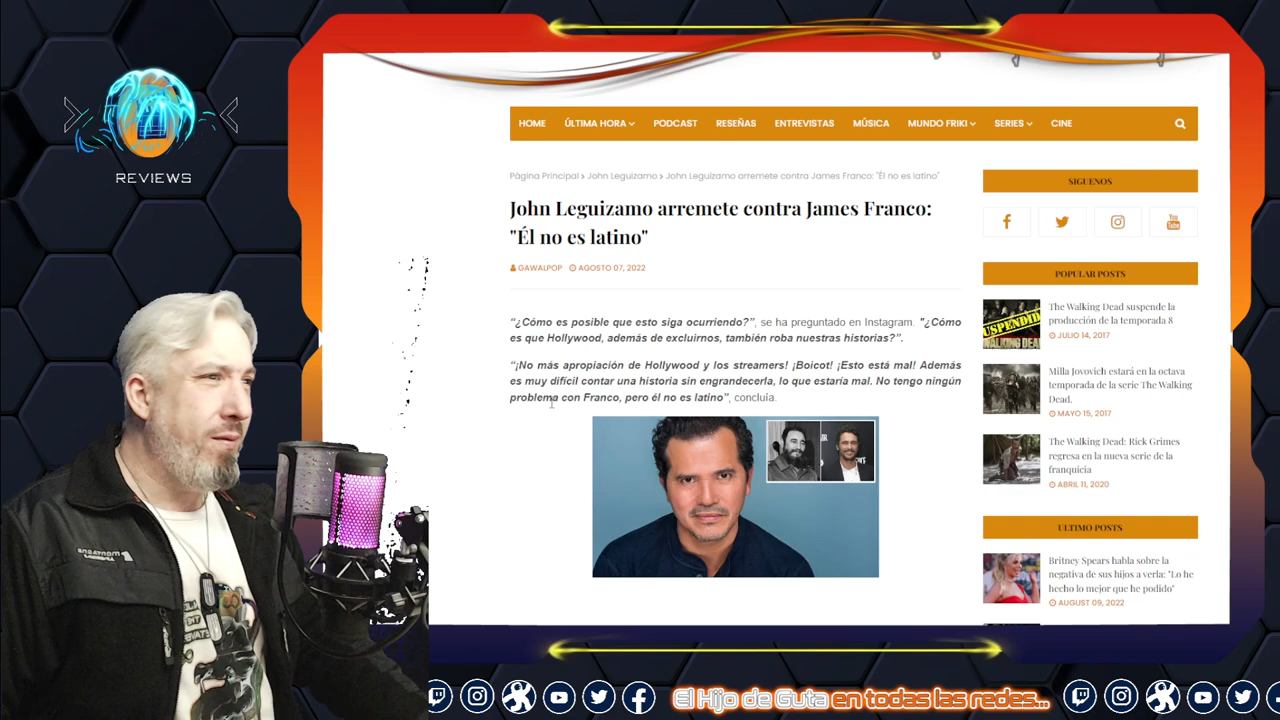 REVIEWS
HOME ÚLTIMA HORA PODCAST RESEÑAS ENTREVISTAS MÚSICA MUNDO FRIKI SERIES CINE
Página Principal > John Leguizamo > John Leguizamo arremete contra James Franco: "Él no es latino"
John Leguizamo arremete contra James Franco:
"Él no es latino"
GAWALPOP AGOSTO 07, 2022
“¿Cómo es posible que esto siga ocurriendo?”, se ha preguntado en Instagram. "¿Cómo
es que Hollywood, además de excluirnos, también roba nuestras historias?”.
“¡No más apropiación de Hollywood y los streamers! ¡Boicot! ¡Esto está mal! Además
es muy difícil contar una historia sin engrandecerla, lo que estaría mal. No tengo ningún
problema con Franco, pero él no es latino”, concluía.
SIGUENOS
You
Tube
POPULAR POSTS
SUSPENDID
WALKING DEAD
The Walking Dead suspende la
producción de la temporada 8
JULIO 14, 2017
Milla Jovovich estará en la octava
temporada de la serie The Walking
Dead.
MAYO 15, 2017
The Walking Dead: Rick Grimes
regresa en la nueva serie de la
franquicia
ABRIL 11, 2020
ULTIMO POSTS
Britney Spears habla sobre la
negativa de sus hijos a verla: "Lo he
hecho lo mejor que he podido"
AUGUST 09, 2022
El Hijo de Guta en todas las redes...